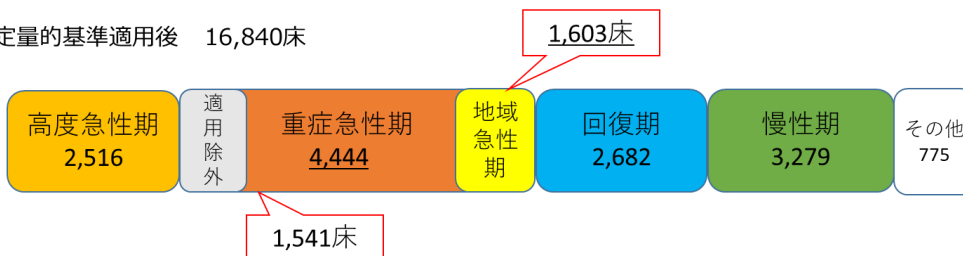 定量的基準適用後 16,840床
1,603床
高度急性期
2,516
適
用
除
外
重症急性期
4,444
地域
急性
期
回復期
2,682
慢性期
3,279
その他
775
1,541床